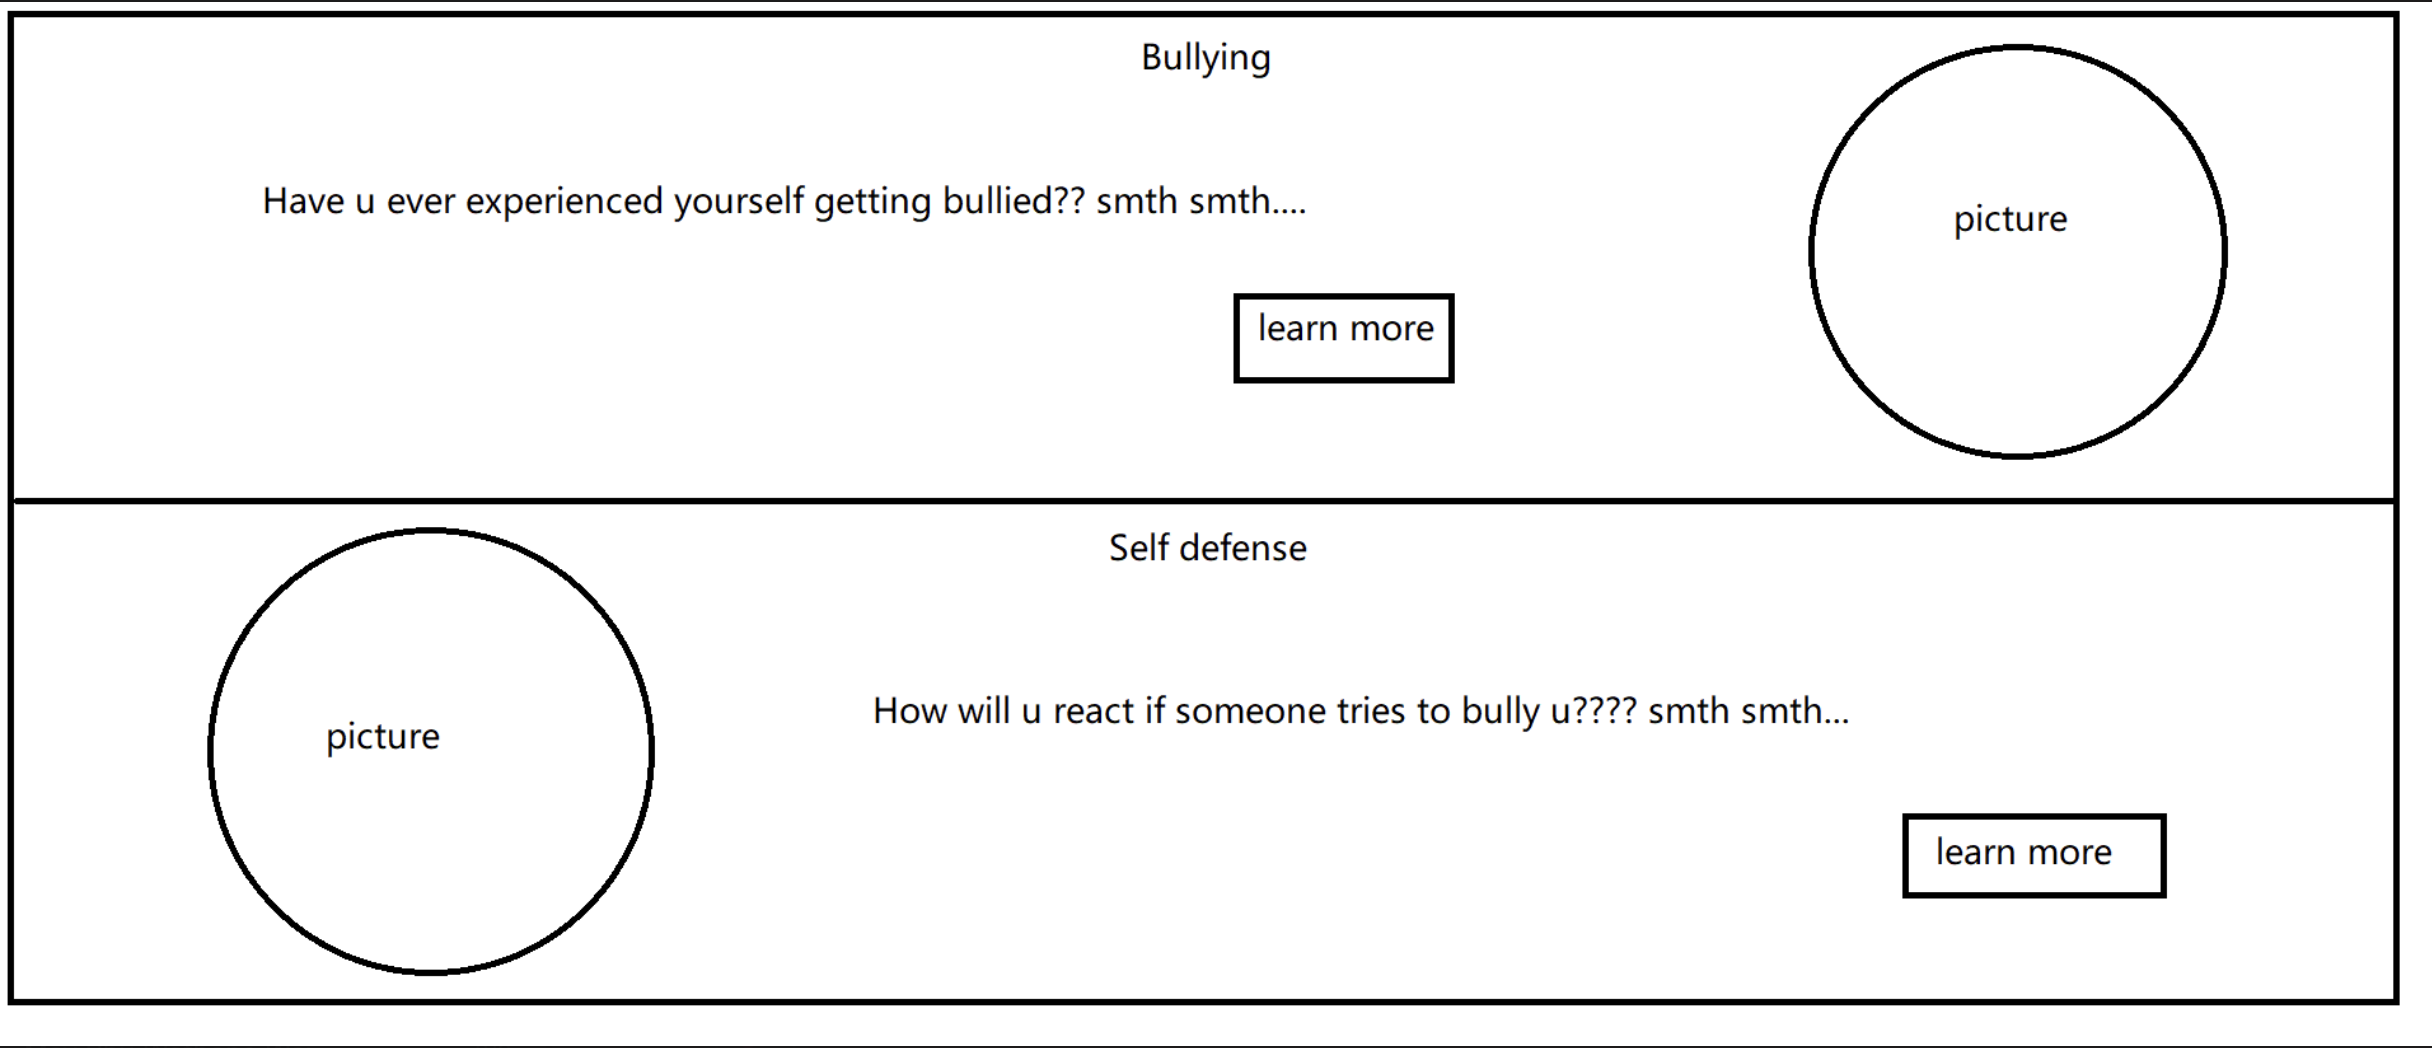 Bullying
Have u ever experienced yourself getting bullied?? smth smth....
picture
learn more
Self defense
picture
How will u react if someone tries to bully u???? smth smth...
learn more